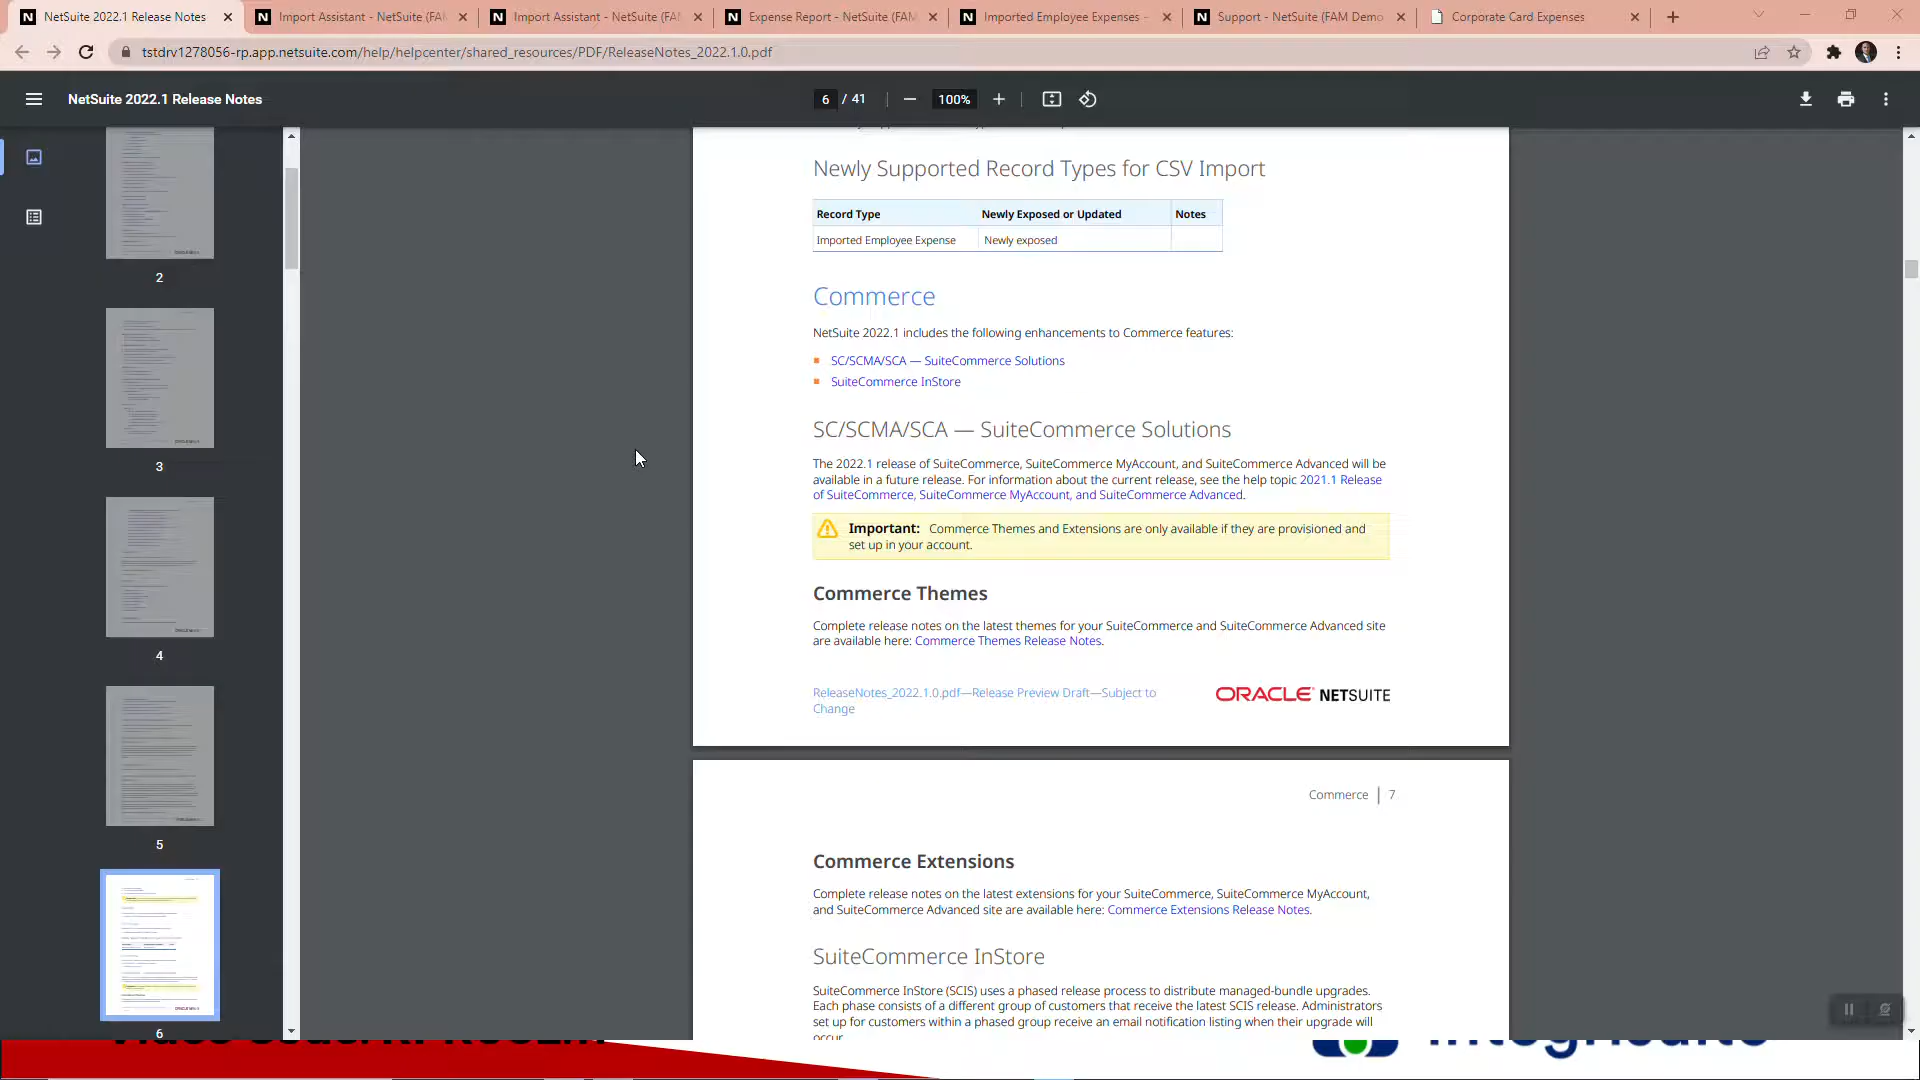 NetSuite 2022.1 Release Notes
Import Assistant - NetSuite (FAM
Import Assistant - NetSuite (FAM
Expense Report - NetSuite (FAM
Imported Employee Expenses -
Support - NetSuite (FAM Demo
Corporate Card Expenses
tstdrv1278056-rp.app.netsuite.com/help/helpcenter/shared_resources/PDF/ReleaseNotes_2022.1.0.pdf
NetSuite 2022.1 Release Notes
6 / 41
100%
2
3
4
5
6
Newly Supported Record Types for CSV Import
Record Type Newly Exposed or Updated Notes
Imported Employee Expense Newly exposed
Commerce
NetSuite 2022.1 includes the following enhancements to Commerce features:
SC/SCMA/SCA — SuiteCommerce Solutions
SuiteCommerce InStore
SC/SCMA/SCA — SuiteCommerce Solutions
The 2022.1 release of SuiteCommerce, SuiteCommerce MyAccount, and SuiteCommerce Advanced will be
available in a future release. For information about the current release, see the help topic 2021.1 Release
of SuiteCommerce, SuiteCommerce MyAccount, and SuiteCommerce Advanced.
Important: Commerce Themes and Extensions are only available if they are provisioned and
set up in your account.
Commerce Themes
Complete release notes on the latest themes for your SuiteCommerce and SuiteCommerce Advanced site
are available here: Commerce Themes Release Notes.
ReleaseNotes_2022.1.0.pdf—Release Preview Draft—Subject to
Change
ORACLE NETSUITE
Commerce | 7
Commerce Extensions
Complete release notes on the latest extensions for your SuiteCommerce, SuiteCommerce MyAccount,
and SuiteCommerce Advanced site are available here: Commerce Extensions Release Notes.
SuiteCommerce InStore
SuiteCommerce InStore (SCIS) uses a phased release process to distribute managed-bundle upgrades.
Each phase consists of a different group of customers that receive the latest SCIS release. Administrators
set up for customers within a phased group receive an email notification listing when their upgrade will
occur